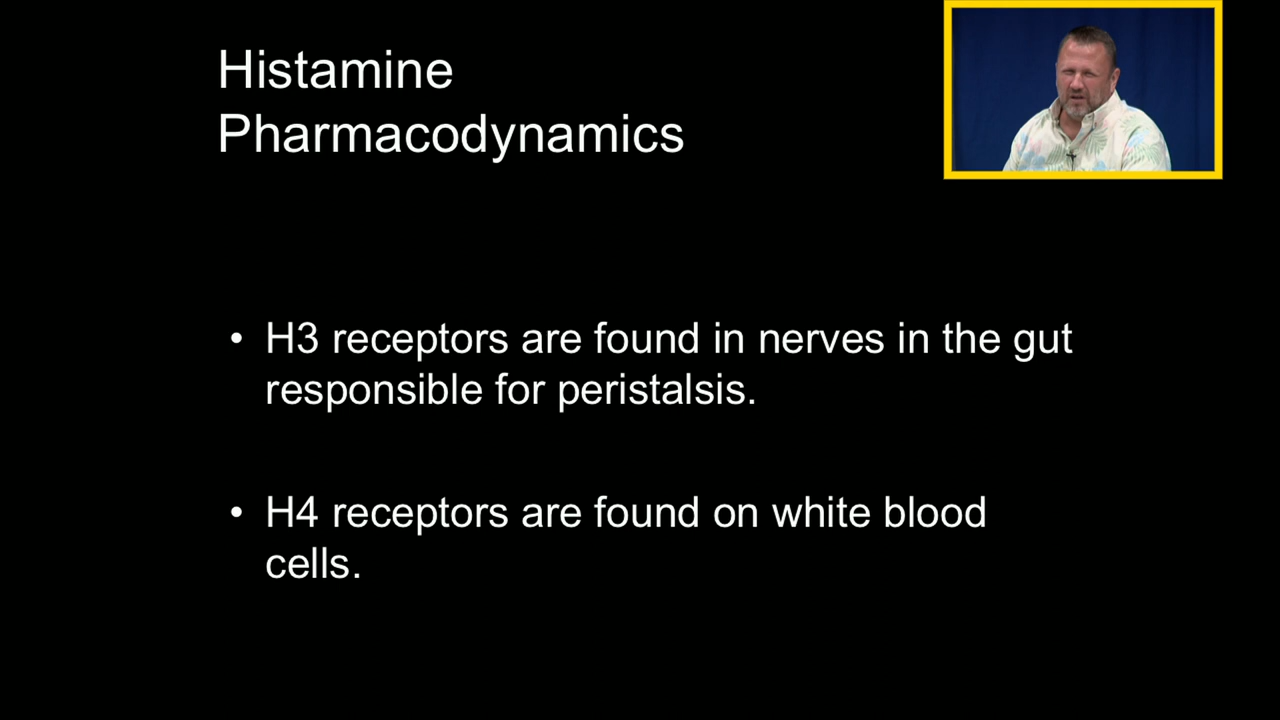 Histamine
Pharmacodynamics
• H3 receptors are found in nerves in the gut
responsible for peristalsis.
• H4 receptors are found on white blood
cells.